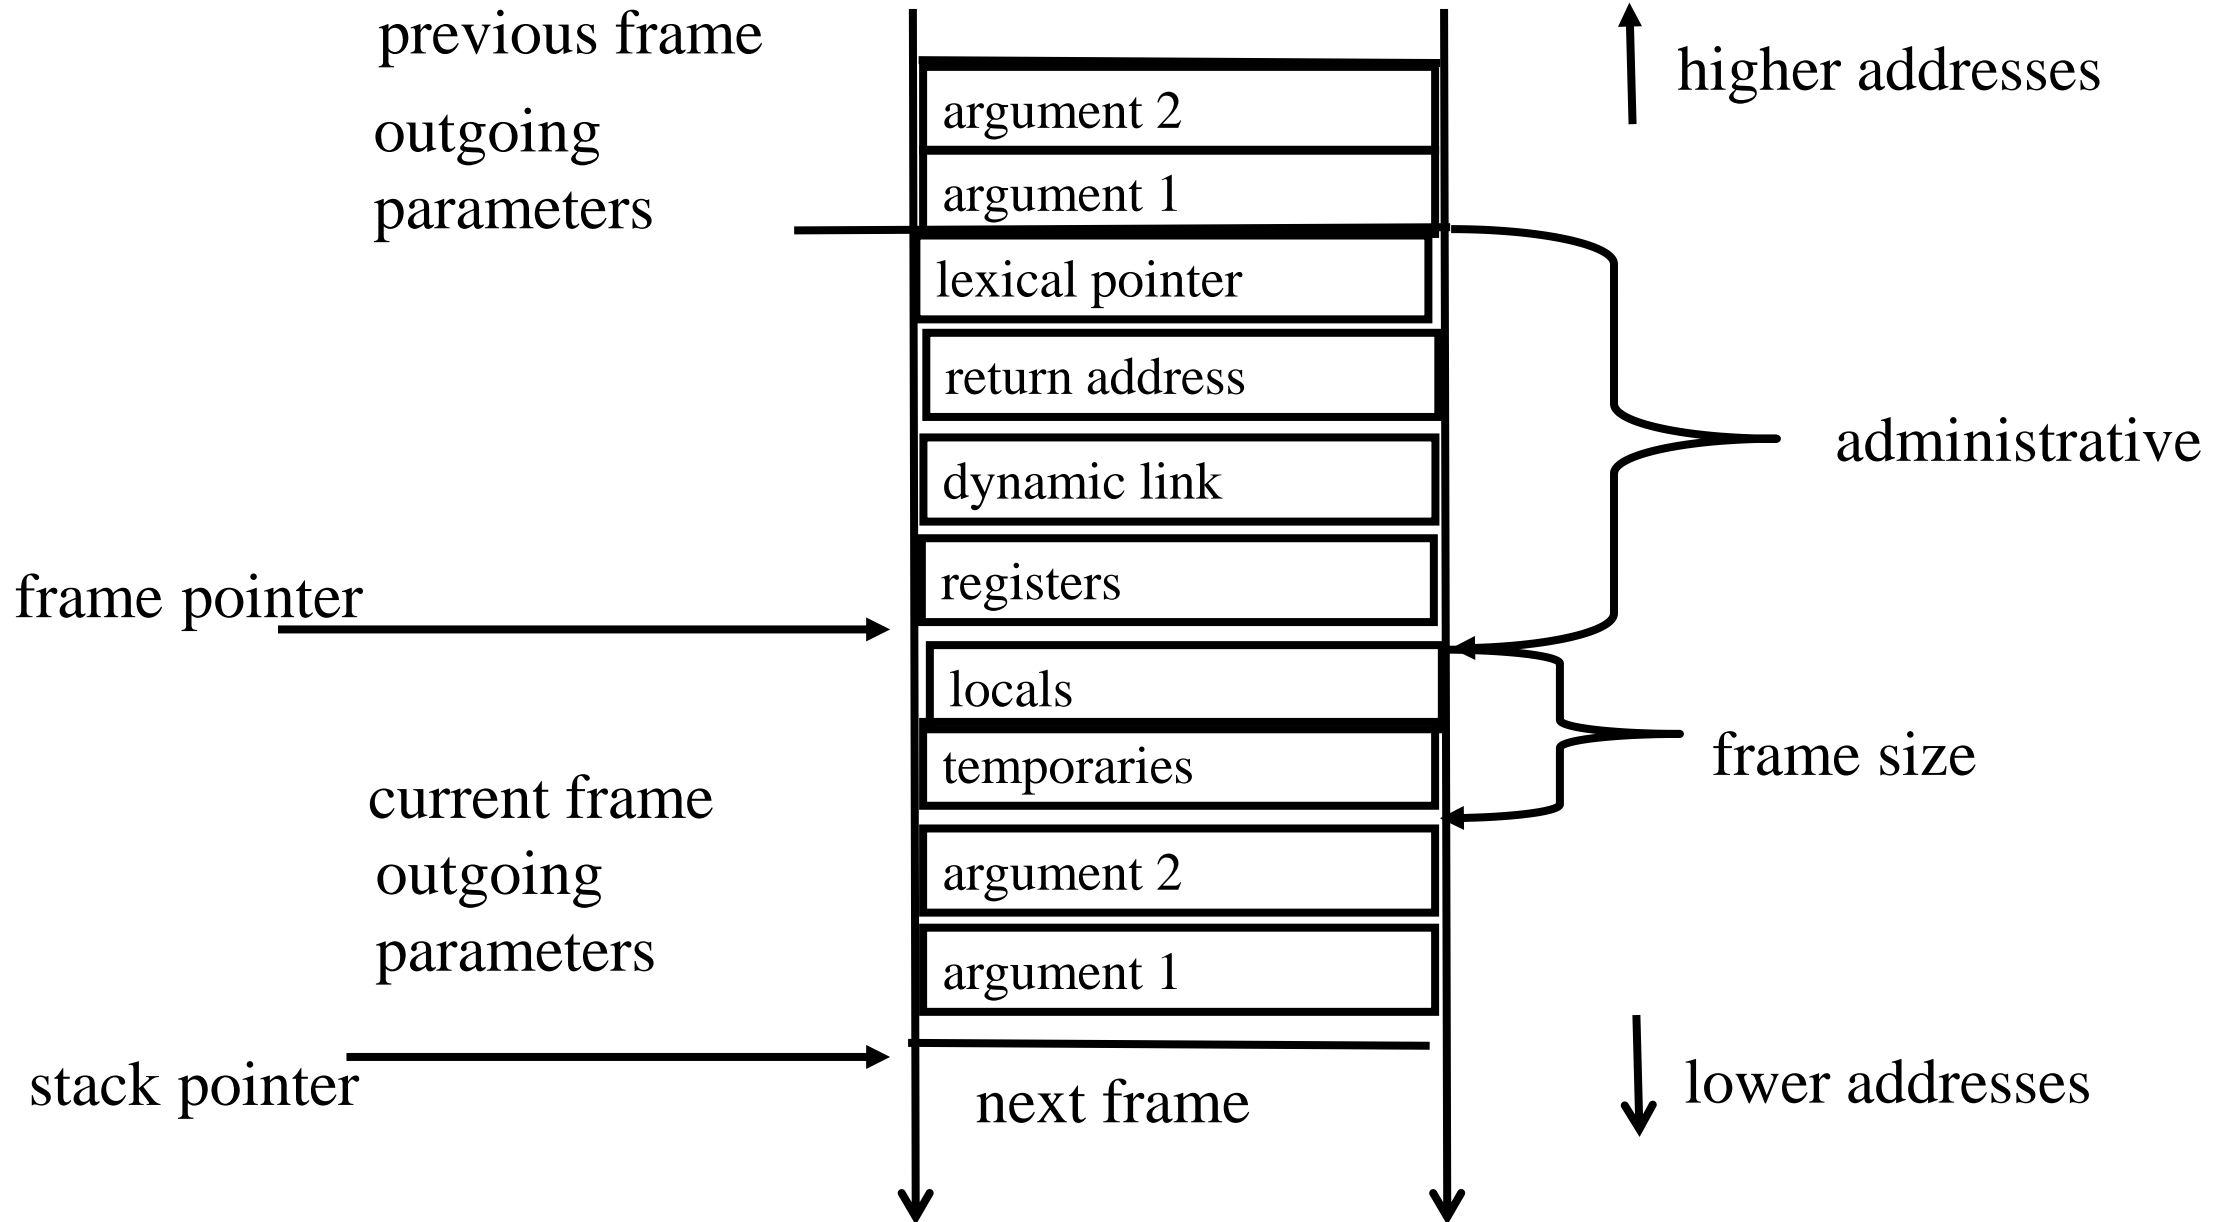 previous frame
higher addresses
argument 2
outgoing
argument 1
parameters
lexical pointer
return address
administrative
dynamic link
registers
frame pointer
locals
frame size
temporaries
current frame
argument 2
outgoing
parameters
argument 1
stack pointer
lower addresses
next frame